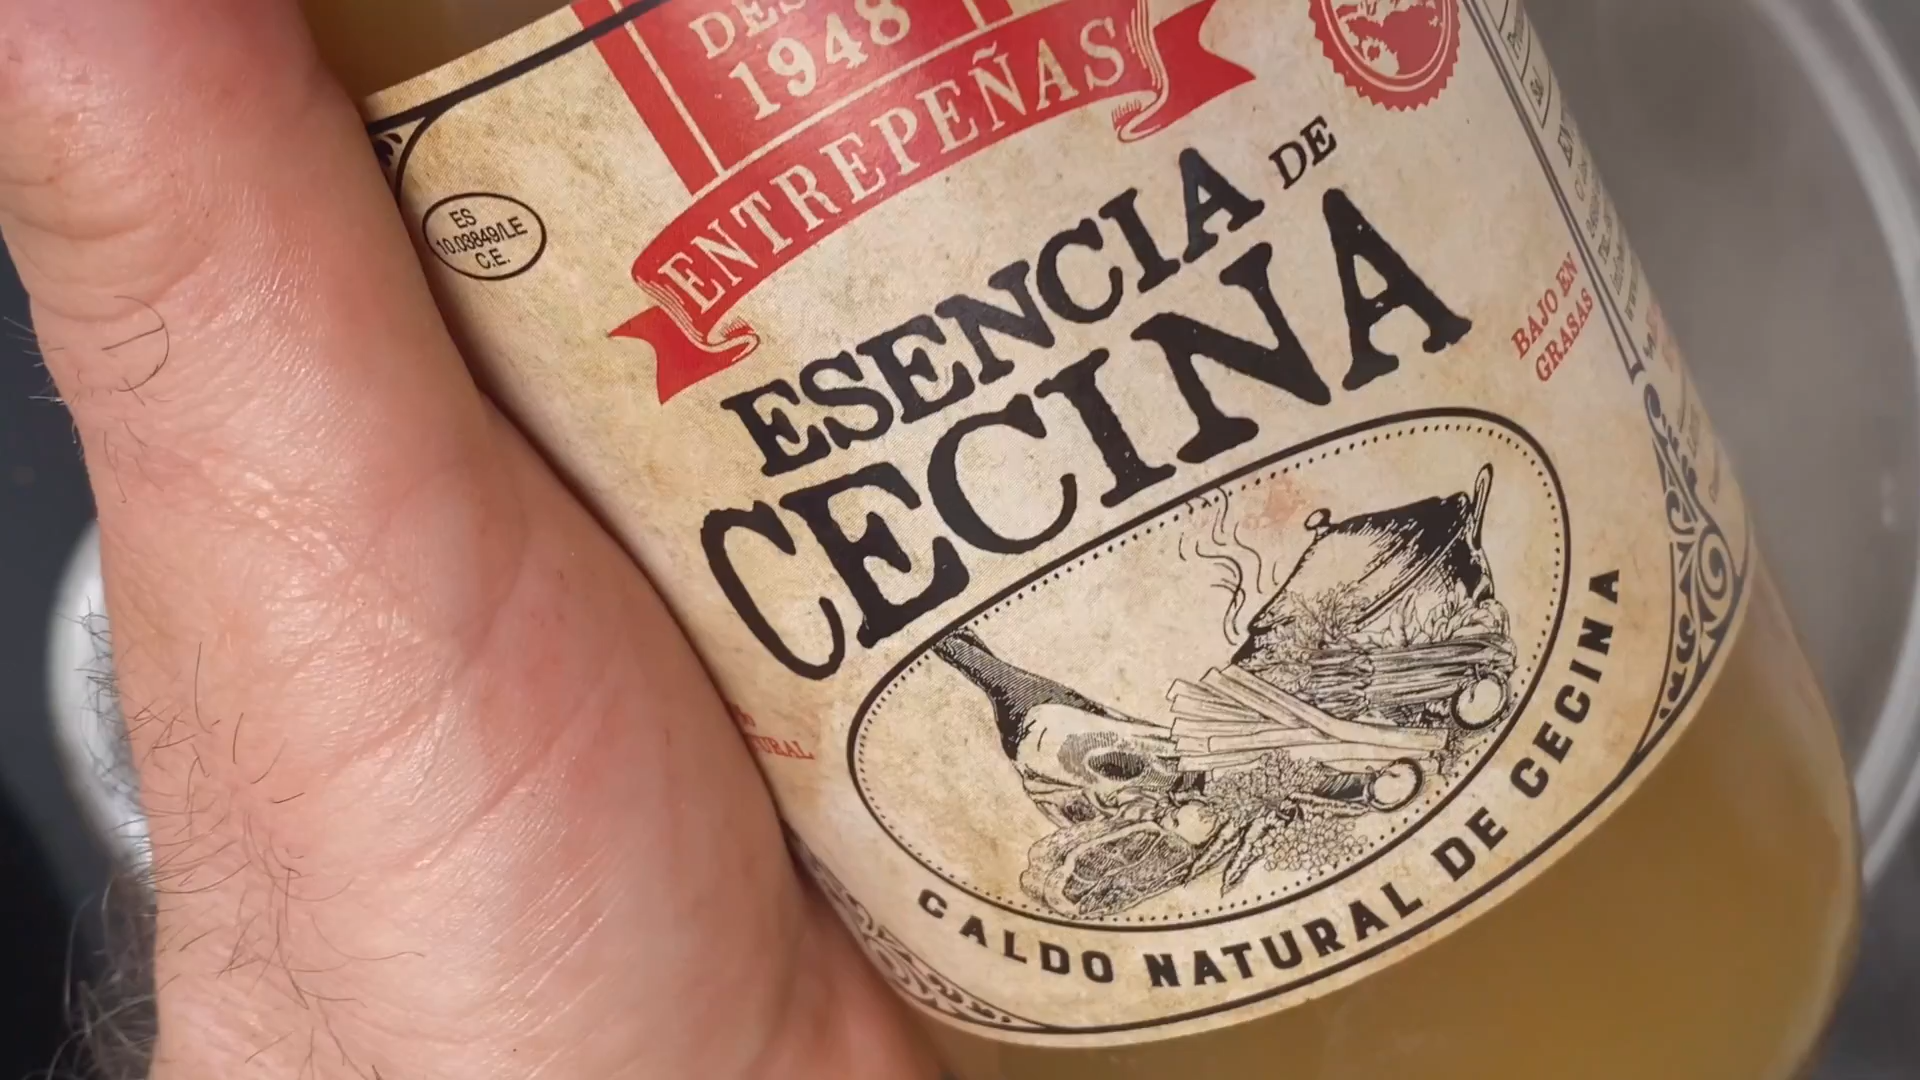 1948
ENTREPEÑAS
ES
10.03849/LE
C.E.
ESENCIA DE
CECINA
BAJO EN
GRASAS
CALDO NATURAL DE CECINA